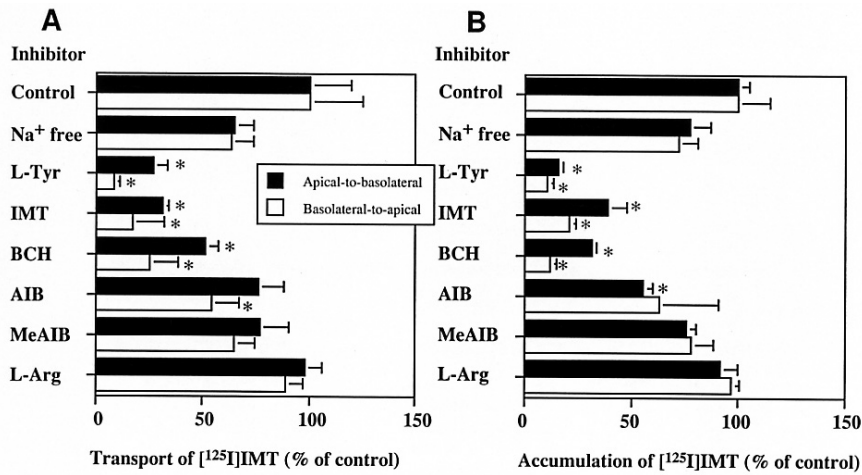 A
Inhibitor
Control
Na⁺ free
L-Tyr
IMT
BCH
AIB
MeAIB
L-Arg
*
*
*
*
*
*
*
Apical-to-basolateral
Basolateral-to-apical
0
50
100
150
Transport of [¹²⁵I]IMT (% of control)
B
Inhibitor
Control
Na⁺ free
L-Tyr
IMT
BCH
AIB
MeAIB
L-Arg
*
*
*
*
*
*
*
0
50
100
150
Accumulation of [¹²⁵I]IMT (% of control)